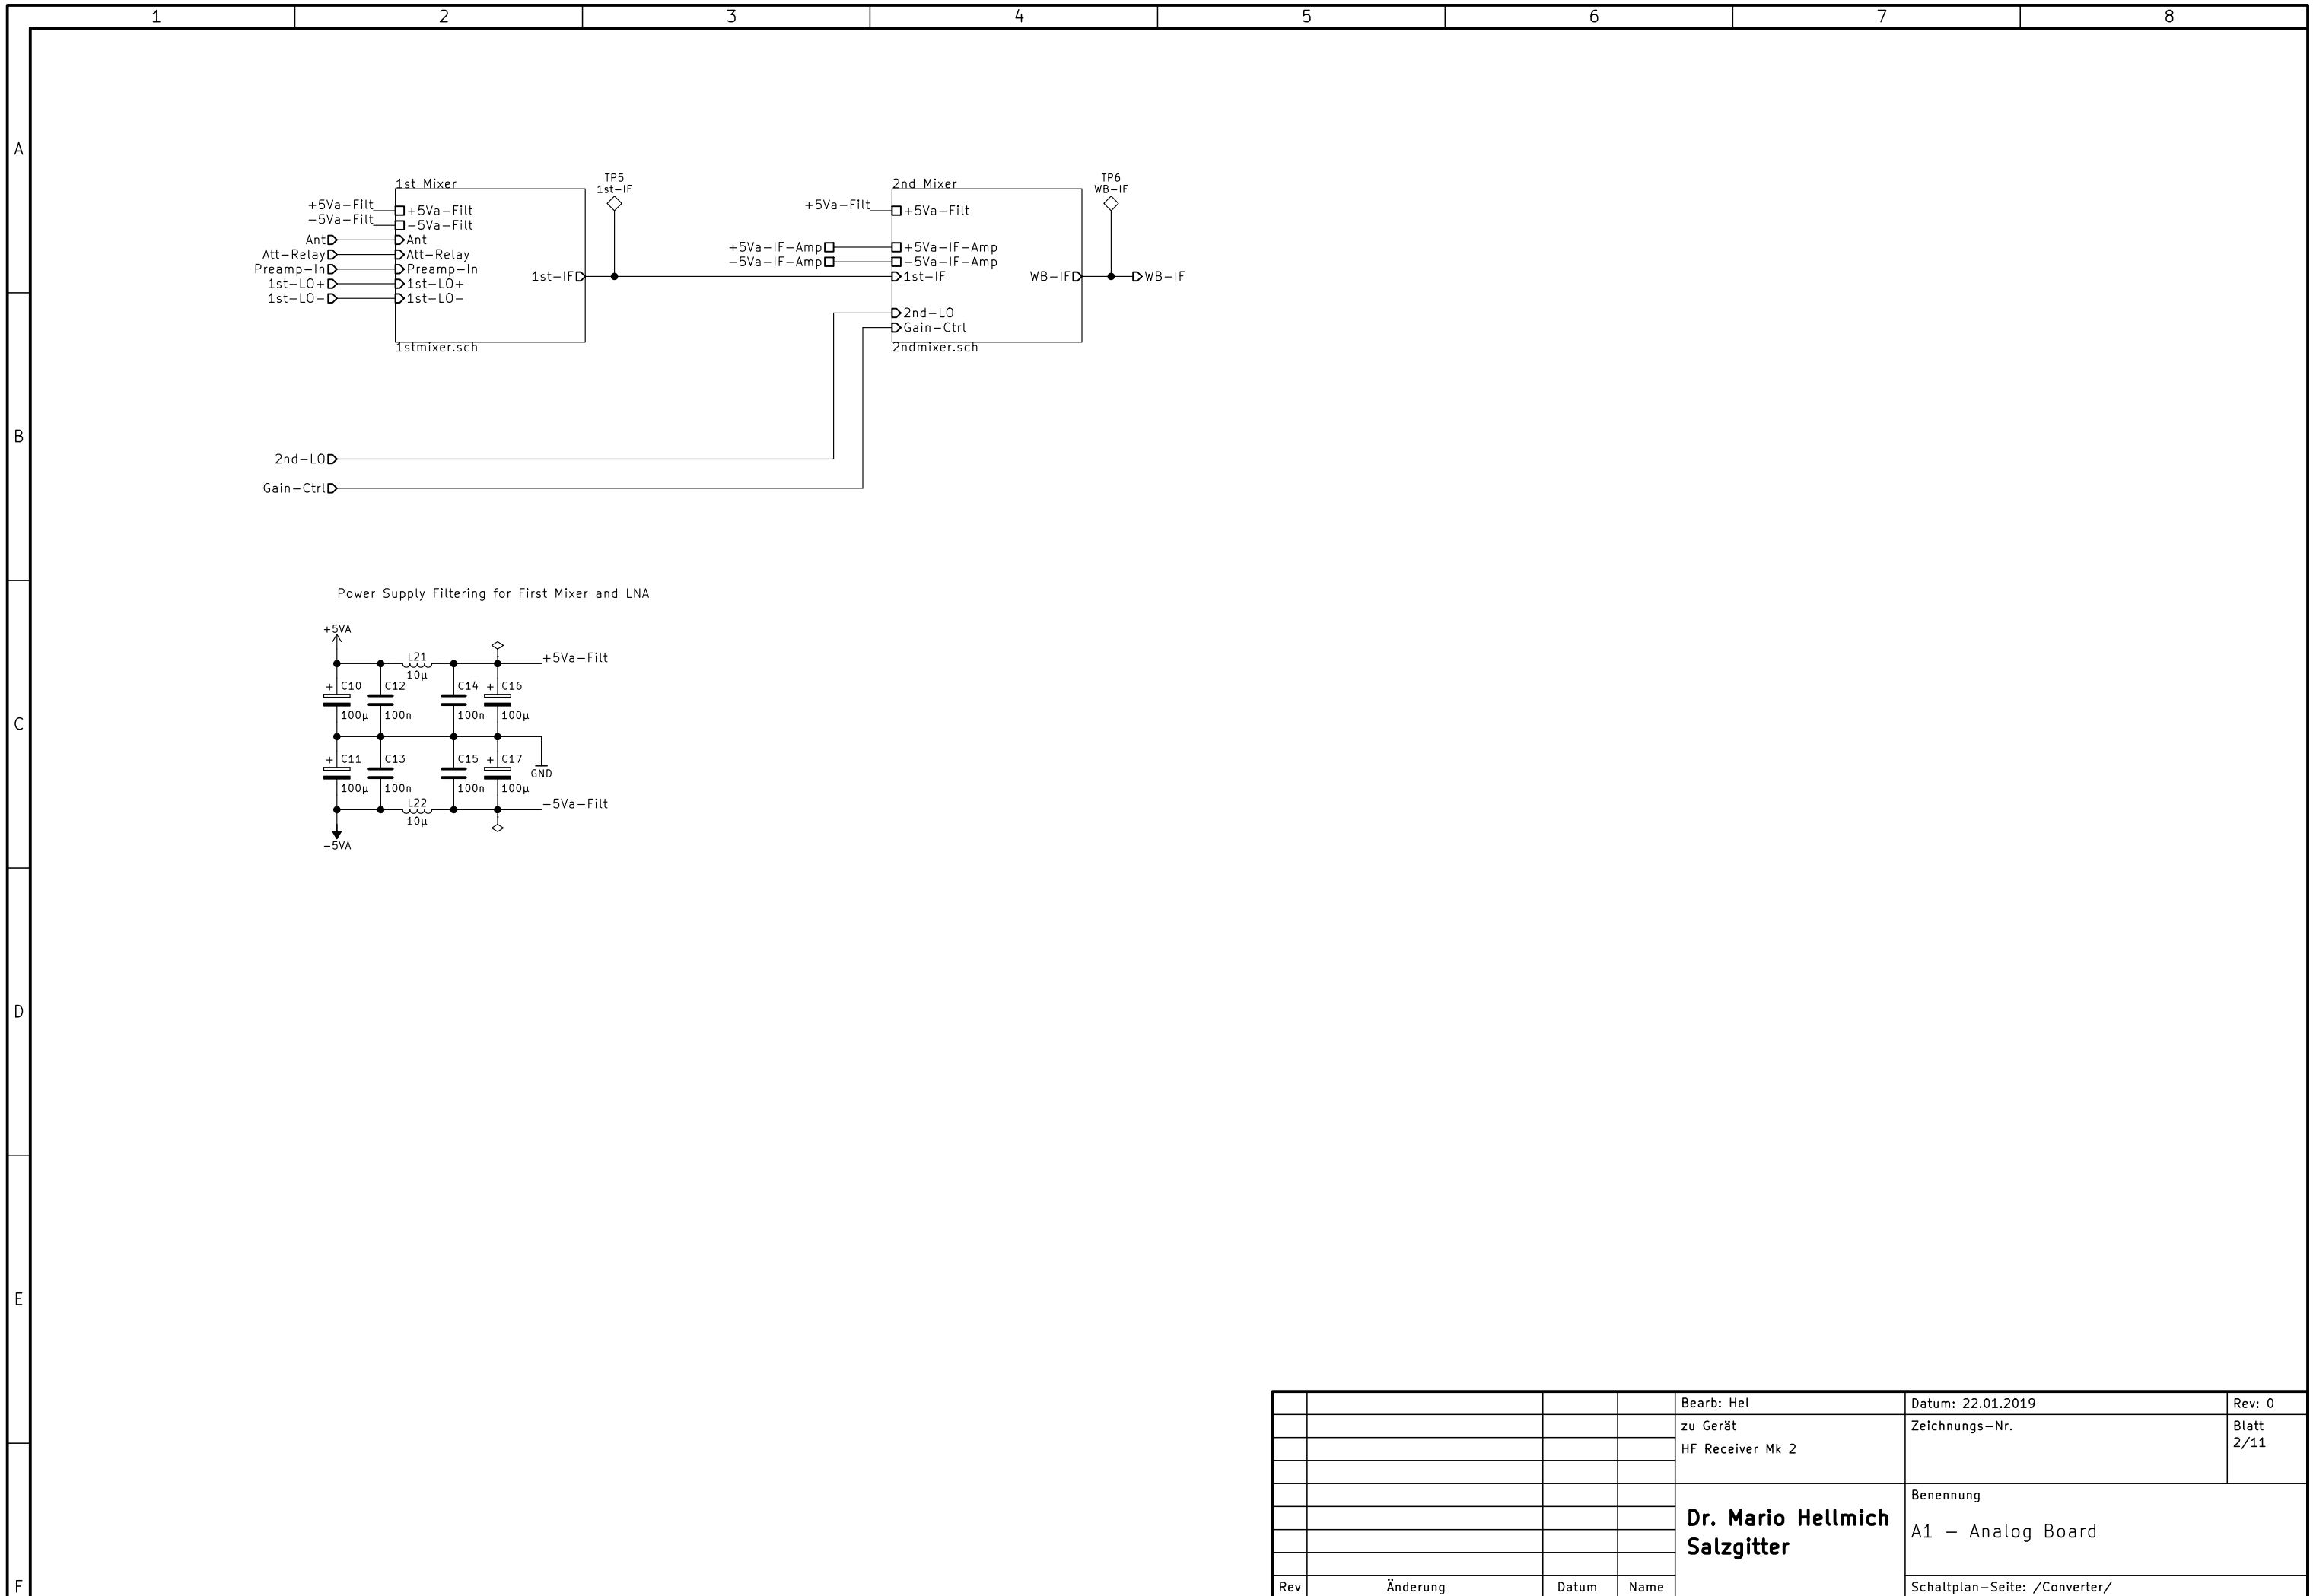 1 2 3 4 5 6 7 8
A
B
C
D
E
F
1st Mixer
+5Va-Filt
-5Va-Filt
Ant
Att-Relay
Preamp-In
1st-LO+
1st-LO-
+5Va-Filt
-5Va-Filt
Ant
Att-Relay
Preamp-In
1st-LO+
1st-LO-
1st-IF
1stmixer.sch
TP5
1st-IF
2nd Mixer
+5Va-Filt
+5Va-IF-Amp
-5Va-IF-Amp
+5Va-Filt
+5Va-IF-Amp
-5Va-IF-Amp
1st-IF
2nd-LO
Gain-Ctrl
WB-IF
2ndmixer.sch
TP6
WB-IF
WB-IF
2nd-LO
Gain-Ctrl
Power Supply Filtering for First Mixer and LNA
+5VA
L21
10µ
+5Va-Filt
+ C10 C12 C14 + C16
100µ 100n 100n 100µ
+ C11 C13 C15 + C17
GND
100µ 100n 100n 100µ
L22
10µ
-5Va-Filt
-5VA
Bearb: Hel
Datum: 22.01.2019
Rev: 0
zu Gerät
HF Receiver Mk 2
Zeichnungs-Nr.
Blatt
2/11
Dr. Mario Hellmich
Salzgitter
Benennung
A1 - Analog Board
Rev Änderung Datum Name
Schaltplan-Seite: /Converter/